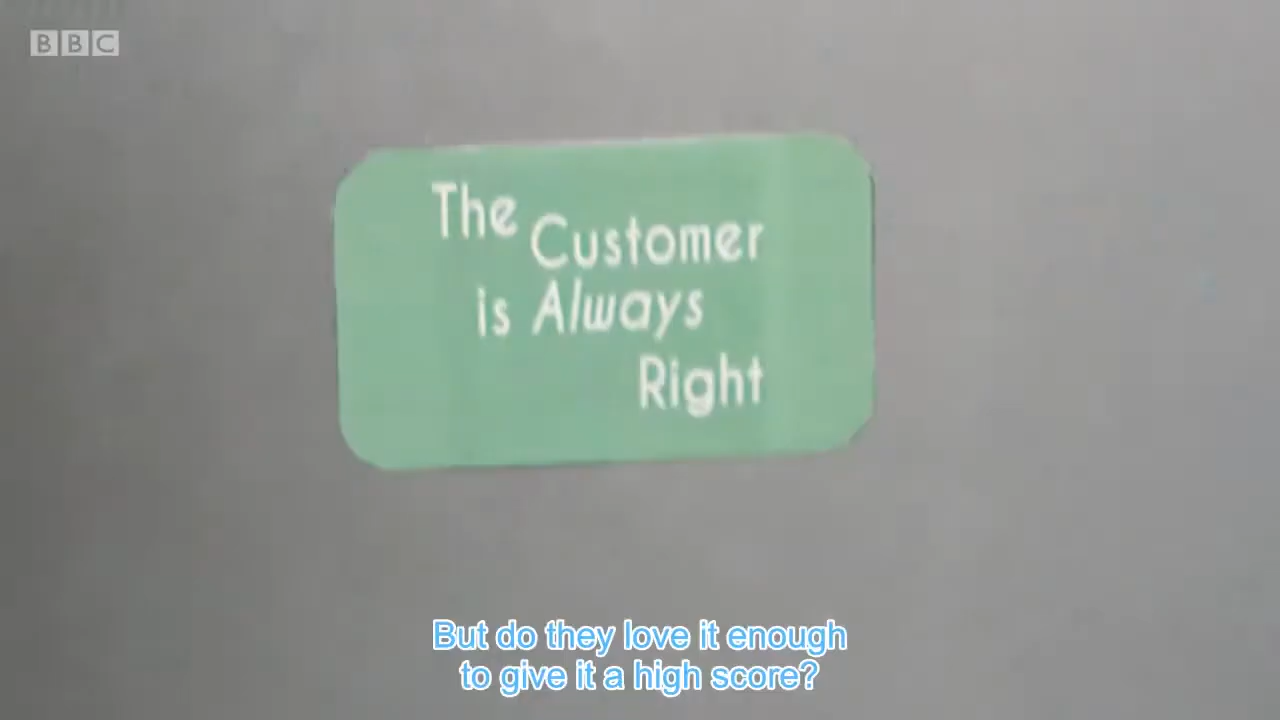 BBC
The
Customer
is Always
Right
But do they love it enough
to give it a high score?